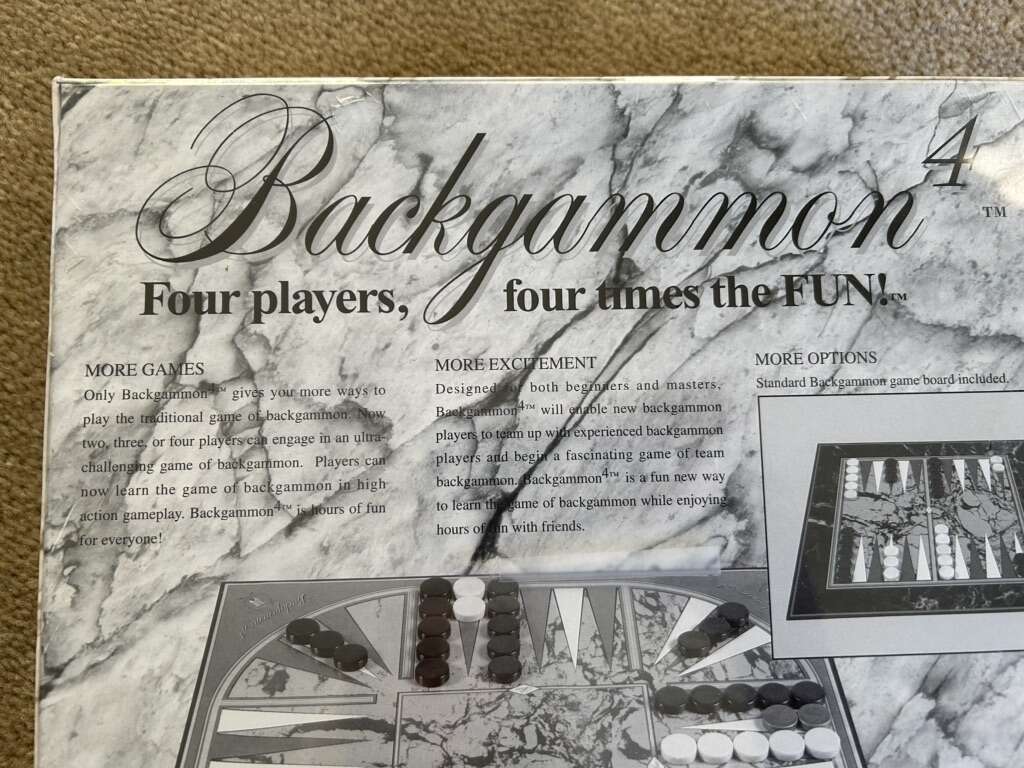 Backgammon4™
Four players, four times the FUN!™
MORE GAMES
Only Backgammon4™ gives you more ways to
play the traditional game of backgammon. Now
two, three, or four players can engage in an ultra-
challenging game of backgammon. Players can
now learn the game of backgammon in high
action gameplay. Backgammon4™ is hours of fun
for everyone!
MORE EXCITEMENT
Designed for both beginners and masters,
Backgammon4™ will enable new backgammon
players to team up with experienced backgammon
players and begin a fascinating game of team
backgammon. Backgammon4™ is a fun new way
to learn the game of backgammon while enjoying
hours of fun with friends.
MORE OPTIONS
Standard Backgammon game board included.